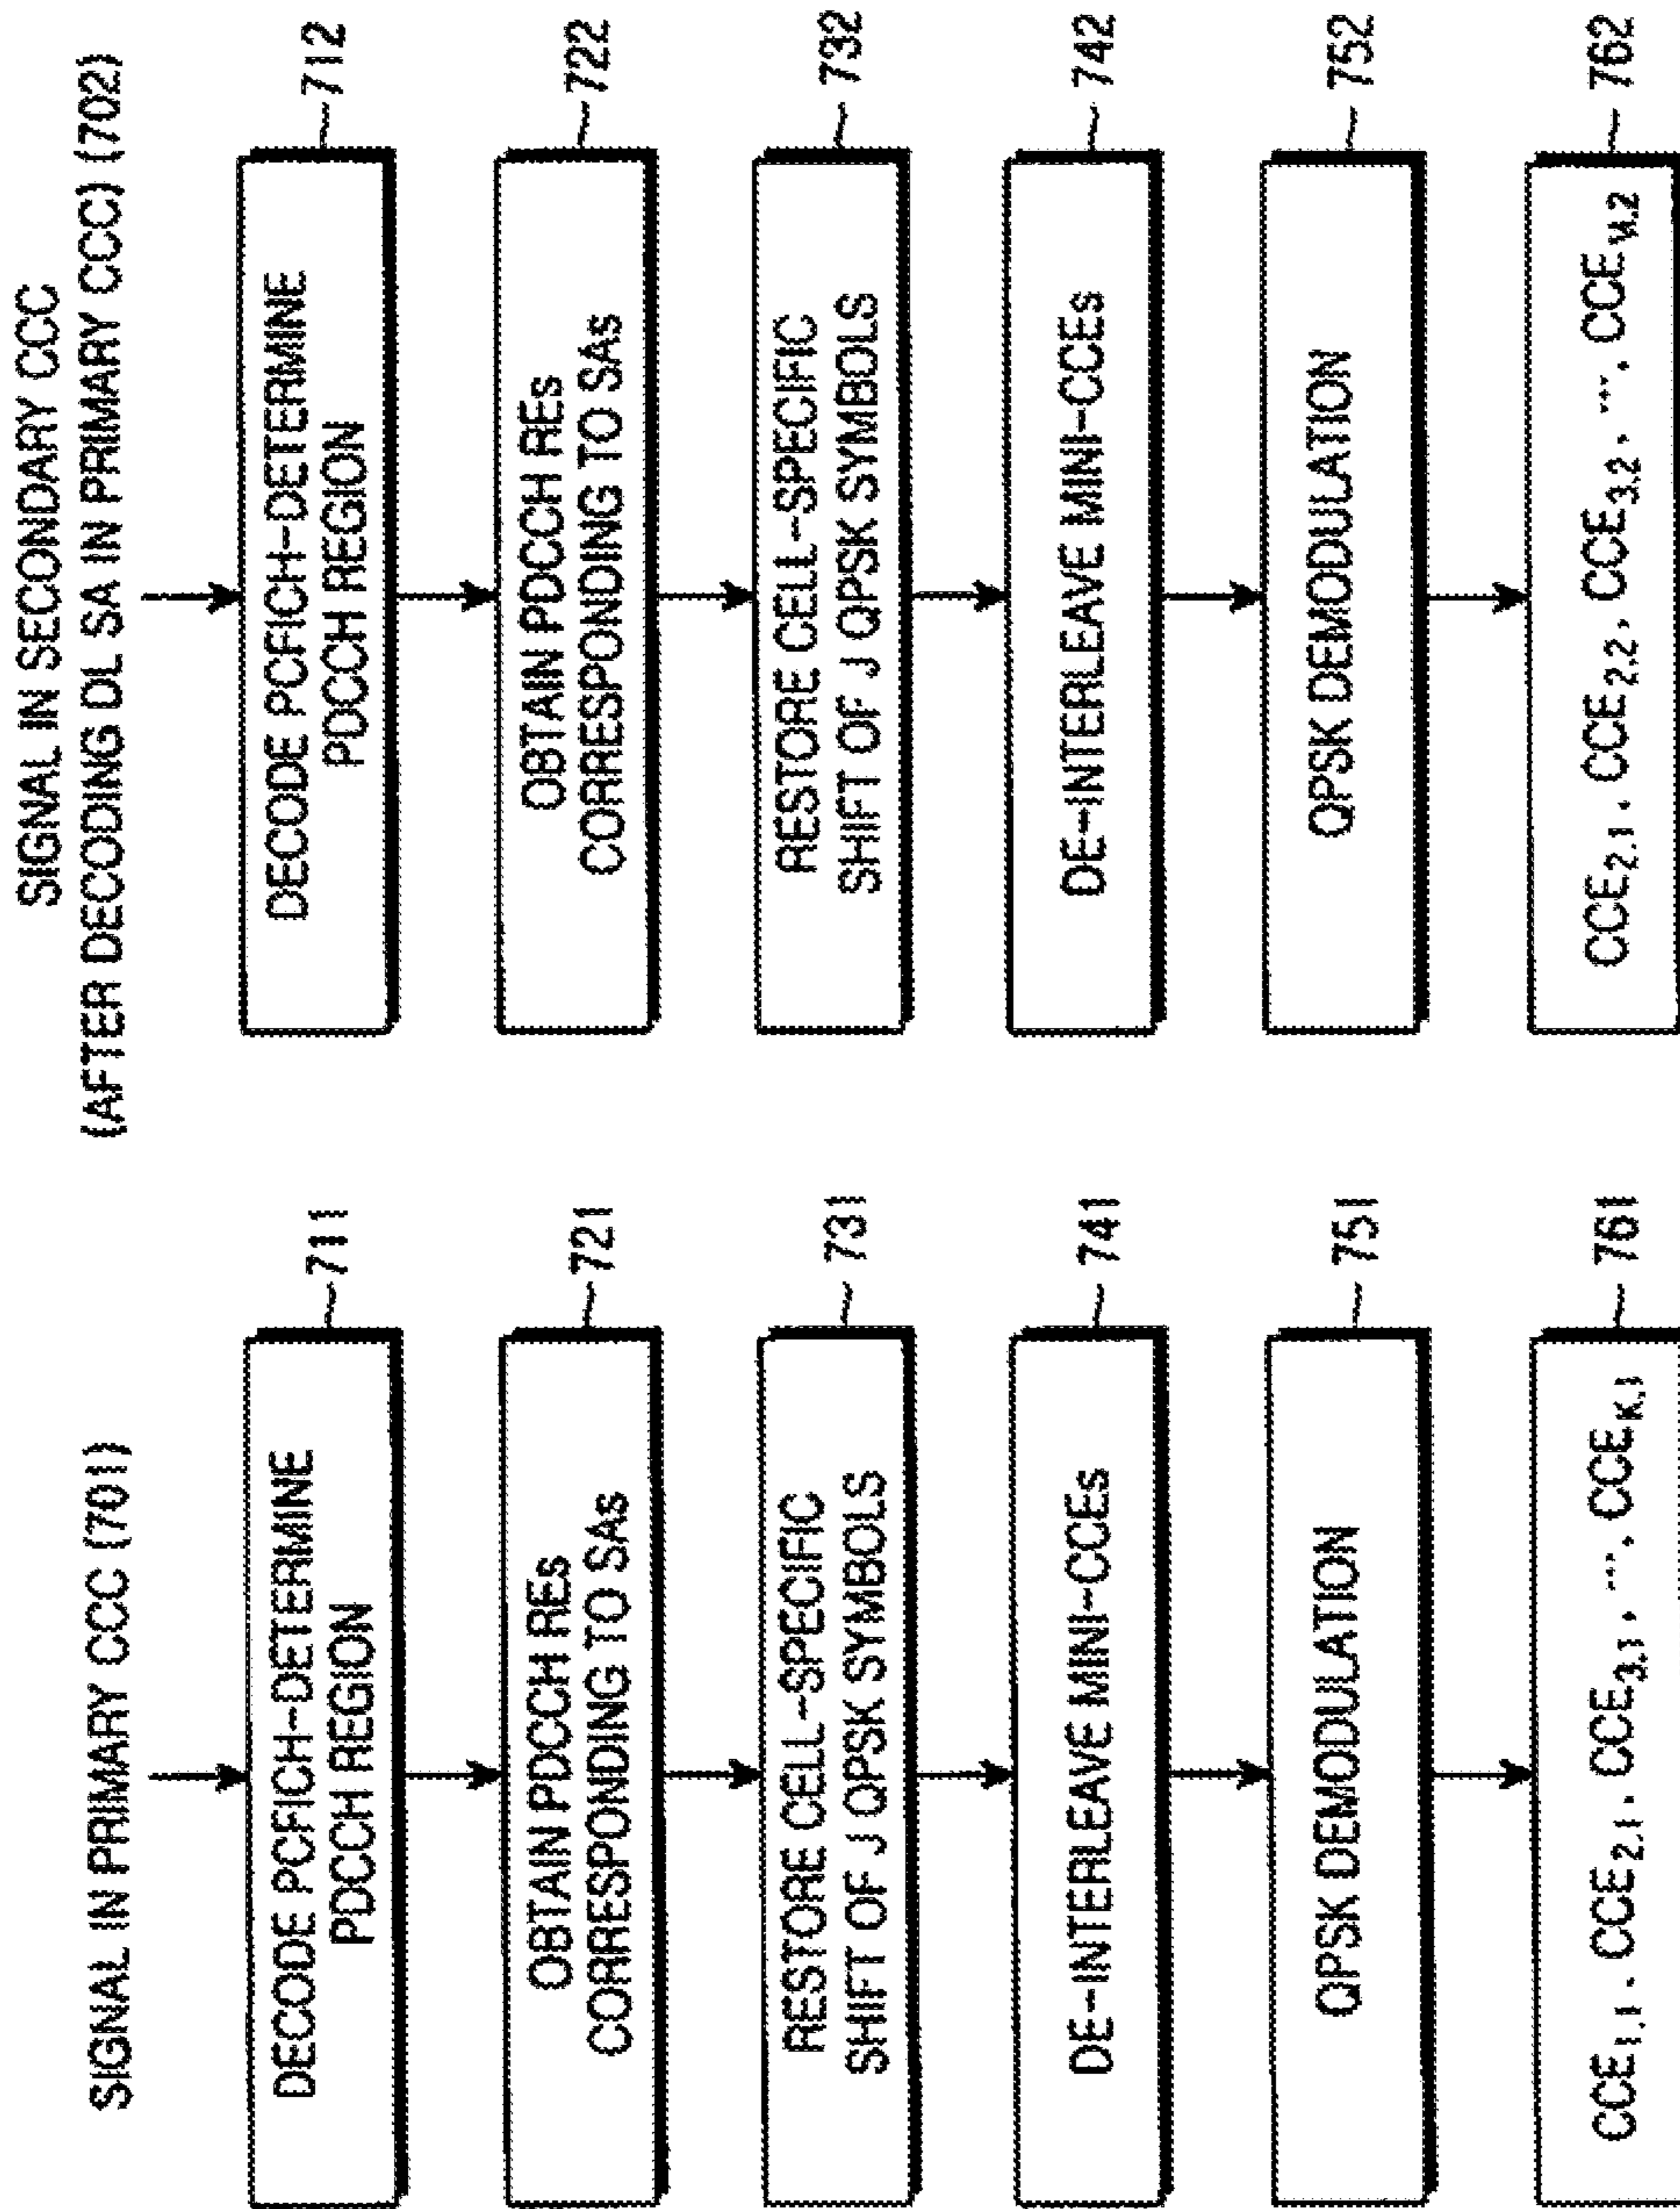 SIGNAL IN PRIMARY CCC (701)
DECODE PCFICH-DETERMINE
PDCCH REGION
711
OBTAIN PDCCH REs
CORRESPONDING TO SAs
721
RESTORE CELL-SPECIFIC
SHIFT OF J QPSK SYMBOLS
731
DE-INTERLEAVE MINI-CCEs
741
QPSK DEMODULATION
751
CCE1,1, CCE2,1, CCE3,1, ..., CCEK,1
761
SIGNAL IN SECONDARY CCC
(AFTER DECODING DL SA IN PRIMARY CCC) (702)
DECODE PCFICH-DETERMINE
PDCCH REGION
712
OBTAIN PDCCH REs
CORRESPONDING TO SAs
722
RESTORE CELL-SPECIFIC
SHIFT OF J QPSK SYMBOLS
732
DE-INTERLEAVE MINI-CCEs
742
QPSK DEMODULATION
752
CCE2,1, CCE2,2, CCE3,2, ...,
762